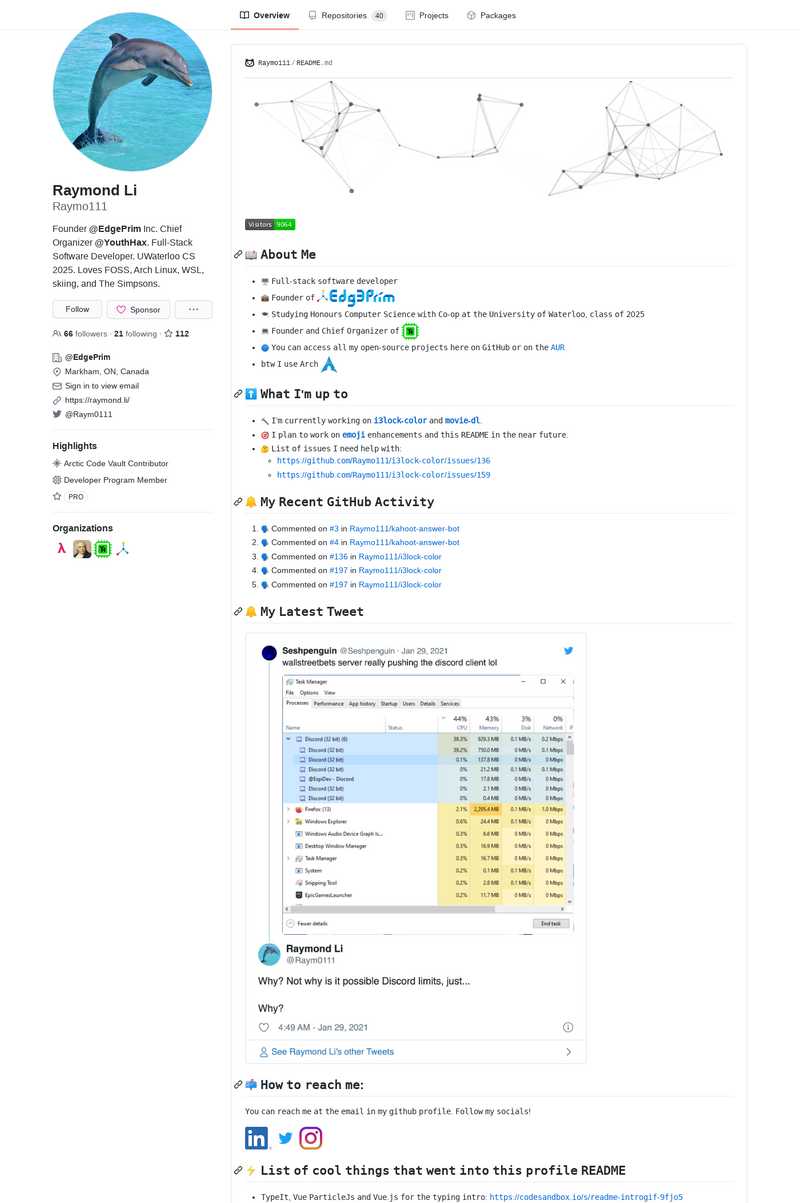 Overview
Repositories 40
Projects
Packages
Raymond Li
Raymo111
Founder @EdgePrim Inc. Chief
Organizer @YouthHax. Full-Stack
Software Developer. UWaterloo CS
2025. Loves FOSS, Arch Linux, WSL,
skiing, and The Simpsons.
Follow
Sponsor
66 followers · 21 following · 112
@EdgePrim
Markham, ON, Canada
Sign in to view email
https://raymond.li/
@Raym0111
Highlights
Arctic Code Vault Contributor
Developer Program Member
PRO
Organizations
Raymo111 / README.md
Visitors 9064
About Me
Full-stack software developer
Founder of Edg3Prim
Studying Honours Computer Science with Co-op at the University of Waterloo, class of 2025
Founder and Chief Organizer of
You can access all my open-source projects here on GitHub or on the AUR
btw I use Arch
What I'm up to
I'm currently working on i3lock-color and movie-dl.
I plan to work on emoji enhancements and this README in the near future.
List of issues I need help with:
https://github.com/Raymo111/i3lock-color/issues/136
https://github.com/Raymo111/i3lock-color/issues/159
My Recent GitHub Activity
1. Commented on #3 in Raymo111/kahoot-answer-bot
2. Commented on #4 in Raymo111/kahoot-answer-bot
3. Commented on #136 in Raymo111/i3lock-color
4. Commented on #197 in Raymo111/i3lock-color
5. Commented on #197 in Raymo111/i3lock-color
My Latest Tweet
Seshpenguin @Seshpenguin · Jan 29, 2021
wallstreetbets server really pushing the discord client lol
Task Manager
File Options View
Processes Performance App history Startup Users Details Services
44% 43% 3% 0%
Name Status CPU Memory Disk Network
Discord (32 bit) (6) 39.3% 929.3 MB 0.1 MB/s 0.2 Mbps
Discord (32 bit) 39.2% 750.0 MB 0 MB/s 0.1 Mbps
Discord (32 bit) 0.1% 137.8 MB 0 MB/s 0 Mbps
Discord (32 bit) 0% 21.2 MB 0.1 MB/s 0.1 Mbps
@EspiDev - Discord 0% 17.8 MB 0 MB/s 0 Mbps
Discord (32 bit) 0% 2.1 MB 0 MB/s 0 Mbps
Discord (32 bit) 0% 0.4 MB 0 MB/s 0 Mbps
Firefox (13) 2.1% 2,395.4 MB 0.1 MB/s 1.0 Mbps
Windows Explorer 0.6% 24.4 MB 0.1 MB/s 0 Mbps
Windows Audio Device Graph Is... 0.3% 6.6 MB 0 MB/s 0 Mbps
Desktop Window Manager 0.3% 16.9 MB 0 MB/s 0 Mbps
Task Manager 0.3% 16.7 MB 0 MB/s 0 Mbps
System 0.2% 0.1 MB 0.1 MB/s 0 Mbps
Snipping Tool 0.2% 2.8 MB 0.1 MB/s 0 Mbps
EpicGamesLauncher 0.2% 11.7 MB 0 MB/s 0 Mbps
Fewer details
End task
Raymond Li
@Raym0111
Why? Not why is it possible Discord limits, just...
Why?
4:49 AM - Jan 29, 2021
See Raymond Li's other Tweets
How to reach me:
You can reach me at the email in my github profile. Follow my socials!
in
List of cool things that went into this profile README
TypeIt, Vue ParticleJs and Vue.js for the typing intro: https://codesandbox.io/s/readme-introgif-9fjo5